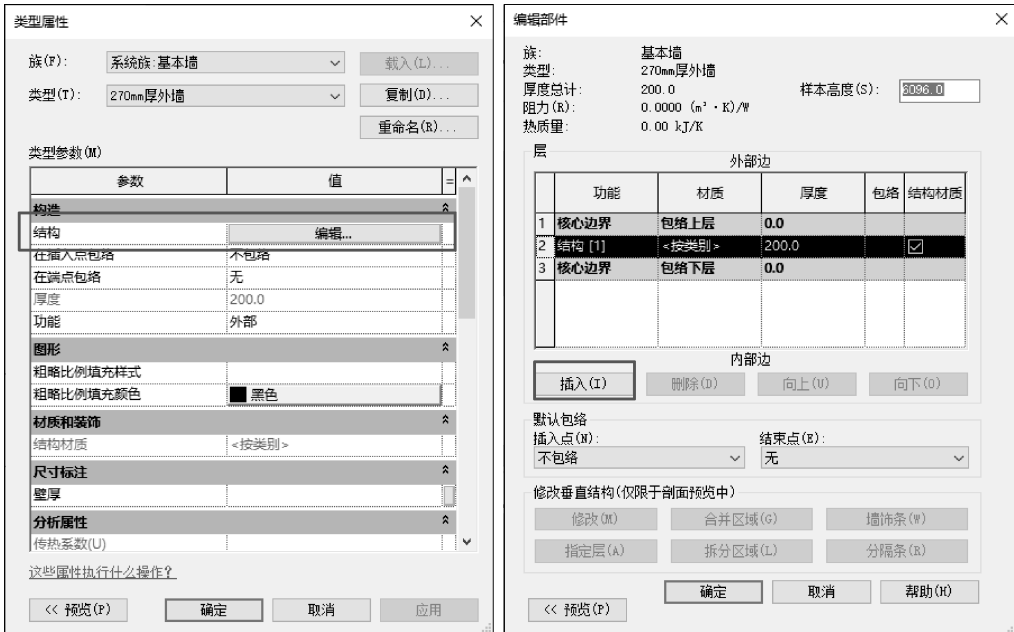 类型属性
族(F):
系统族:基本墙
载入(L)...
类型(T):
270mm厚外墙
复制(D)...
重命名(R)...
类型参数(M)
参数 值 =
构造
结构 编辑...
在插入点包络 不包络
在端点包络 无
厚度 200.0
功能 外部
图形
粗略比例填充样式
粗略比例填充颜色 黑色
材质和装饰
结构材质 <按类别>
尺寸标注
壁厚
分析属性
传热系数(U)
这些属性执行什么操作?
<< 预览(P) 确定 取消 应用
编辑部件
族: 基本墙
类型: 270mm厚外墙
厚度总计: 200.0 样本高度(S): 6096.0
阻力(R): 0.0000 (m²·K)/W
热质量: 0.00 kJ/K
层
外部边
功能 材质 厚度 包络 结构材质
1 核心边界 包络上层 0.0
2 结构 [1] <按类别> 200.0
3 核心边界 包络下层 0.0
内部边
插入(I) 删除(D) 向上(U) 向下(O)
默认包络
插入点(N): 结束点(E):
不包络 无
修改垂直结构(仅限于剖面预览中)
修改(M) 合并区域(G) 墙饰条(W)
指定层(A) 拆分区域(L) 分隔条(R)
确定 取消 帮助(H)
<< 预览(P)